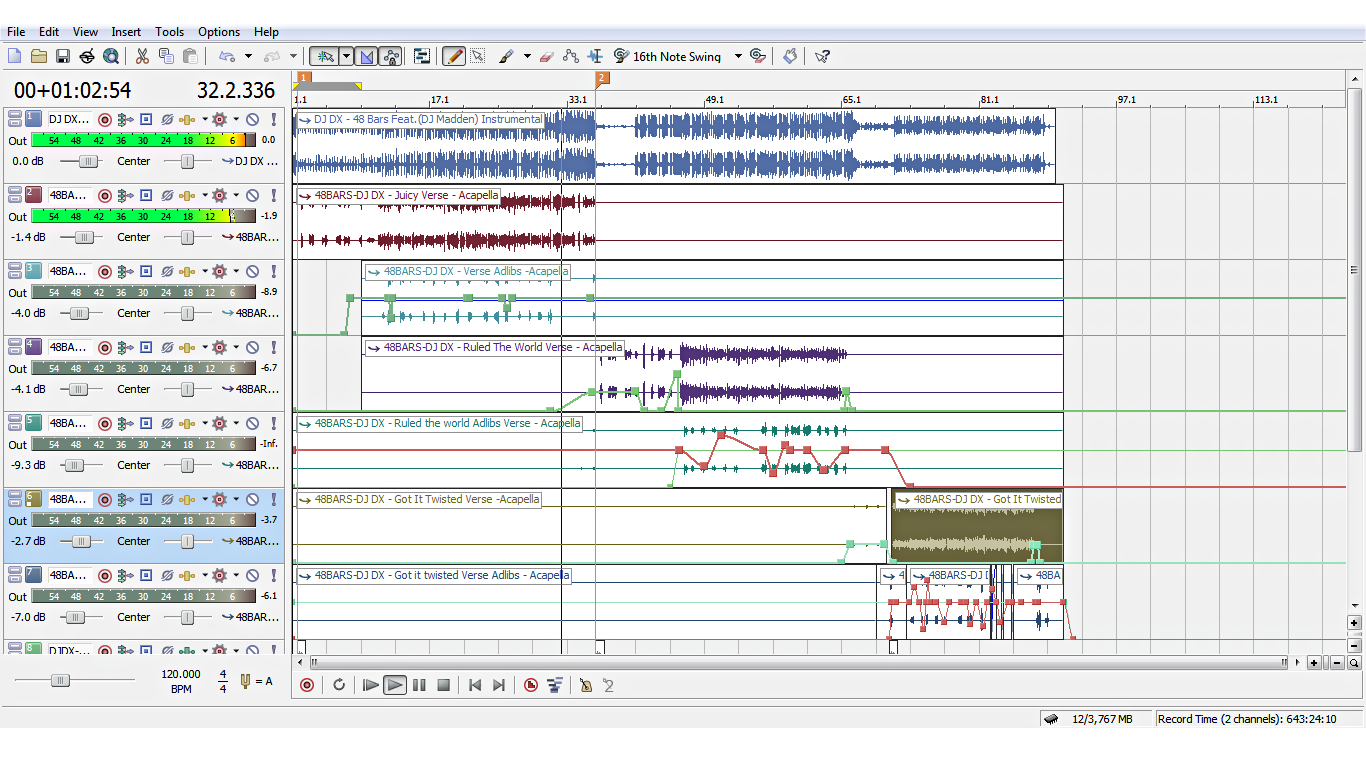 File Edit View Insert Tools Options Help
16th Note Swing
00+01:02:54 32.2.336
1 2
1.1 17.1 33.1 49.1 65.1 81.1 97.1 113.1
1 DJ DX...
Out 54 48 42 36 30 24 18 12 6 0.0
0.0 dB Center DJ DX ...
DJ DX - 48 Bars Feat.(DJ Madden) Instrumental
2 48BAR...
Out 54 48 42 36 30 24 18 12 -1.9
-1.4 dB Center 48BAR...
48BARS-DJ DX - Juicy Verse - Acapella
3 48BA...
Out 54 48 42 36 30 24 18 12 6 -8.9
-4.0 dB Center 48BAR...
48BARS-DJ DX - Verse Adlibs -Acapella
4 48BA...
Out 54 48 42 36 30 24 18 12 6 -6.7
-4.1 dB Center 48BAR...
48BARS-DJ DX - Ruled The World Verse - Acapella
5 48BA...
Out 54 48 42 36 30 24 18 12 6 -Inf.
-9.3 dB Center 48BAR...
48BARS-DJ DX - Ruled the world Adlibs Verse - Acapella
6 48BA...
Out 54 48 42 36 30 24 18 12 6 -3.7
-2.7 dB Center 48BAR...
48BARS-DJ DX - Got It Twisted Verse -Acapella
48BARS-DJ DX - Got It Twisted
7 48BA...
Out 54 48 42 36 30 24 18 12 6 -6.1
-7.0 dB Center 48BAR...
48BARS-DJ DX - Got it twisted Verse Adlibs - Acapella
4 48BARS-DJ 48BA
8 DJDX-...
120.000
BPM
4
4
= A
12/3,767 MB Record Time (2 channels): 643:24:10